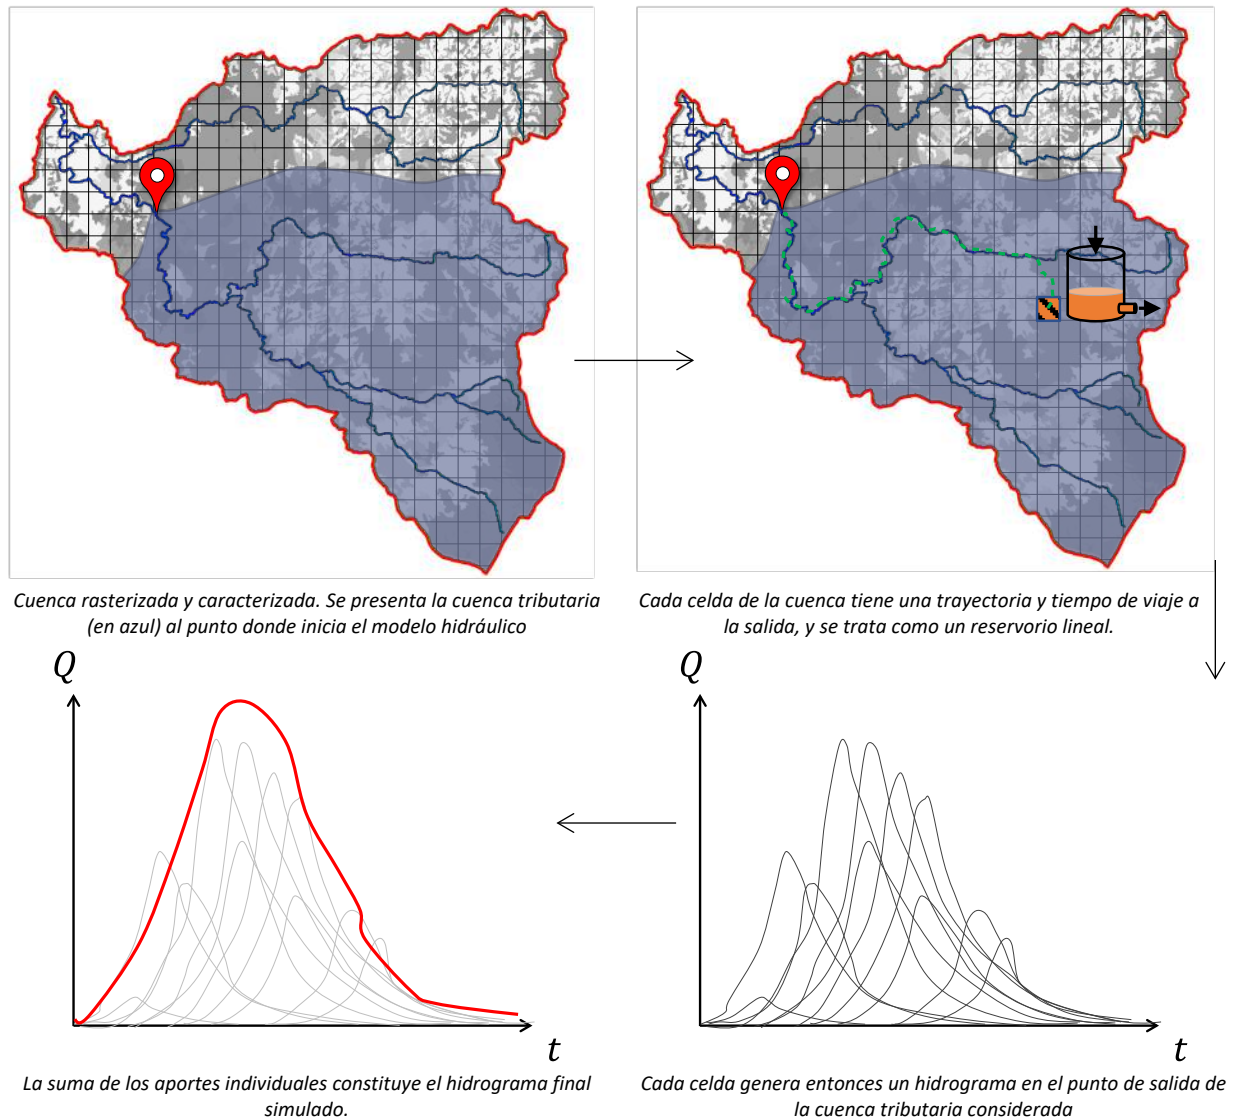 Cuenca rasterizada y caracterizada. Se presenta la cuenca tributaria
(en azul) al punto donde inicia el modelo hidráulico
Cada celda de la cuenca tiene una trayectoria y tiempo de viaje a
la salida, y se trata como un reservorio lineal.
Q
t
La suma de los aportes individuales constituye el hidrograma final
simulado.
Q
t
Cada celda genera entonces un hidrograma en el punto de salida de
la cuenca tributaria considerada